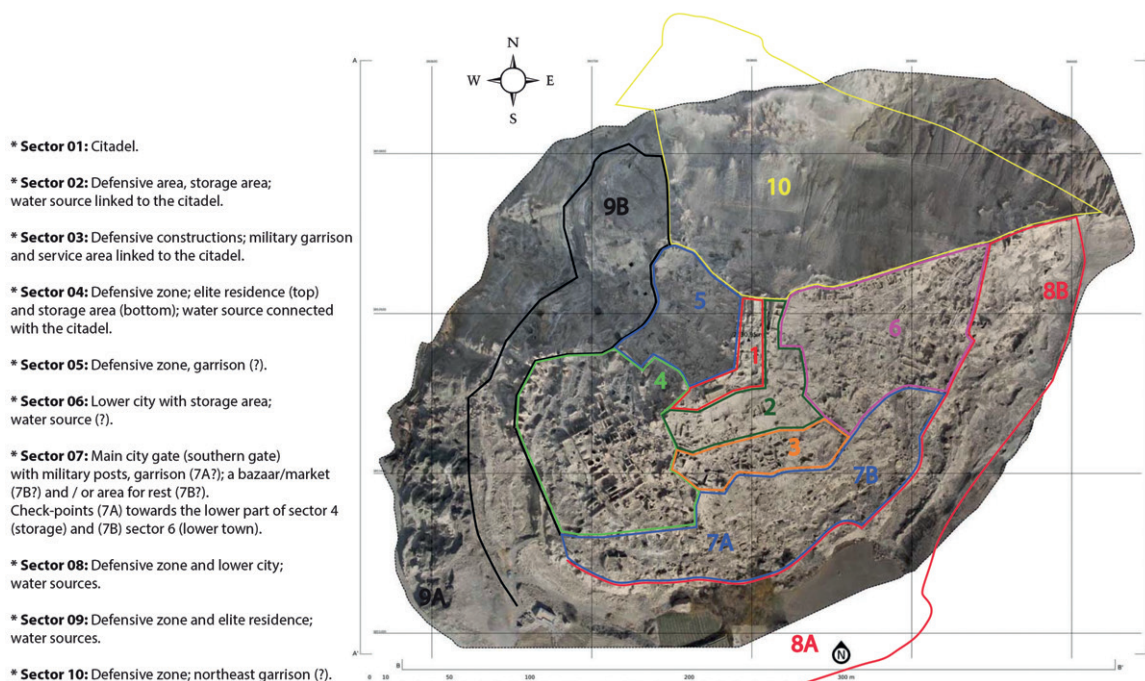 * Sector 01: Citadel.
* Sector 02: Defensive area, storage area;
water source linked to the citadel.
* Sector 03: Defensive constructions; military garrison
and service area linked to the citadel.
* Sector 04: Defensive zone; elite residence (top)
and storage area (bottom); water source connected
with the citadel.
* Sector 05: Defensive zone, garrison (?).
* Sector 06: Lower city with storage area;
water source (?).
* Sector 07: Main city gate (southern gate)
with military posts, garrison (7A?); a bazaar/market
(7B?) and / or area for rest (7B?).
Check-points (7A) towards the lower part of sector 4
(storage) and (7B) sector 6 (lower town).
* Sector 08: Defensive zone and lower city;
water sources.
* Sector 09: Defensive zone and elite residence;
water sources.
* Sector 10: Defensive zone; northeast garrison (?).
N
W E
S
A
10
9B
5
8B
6
1
4
2
3
7B
7A
9A
8A
N
A'
B B'
0 10 50 100 200 300 m